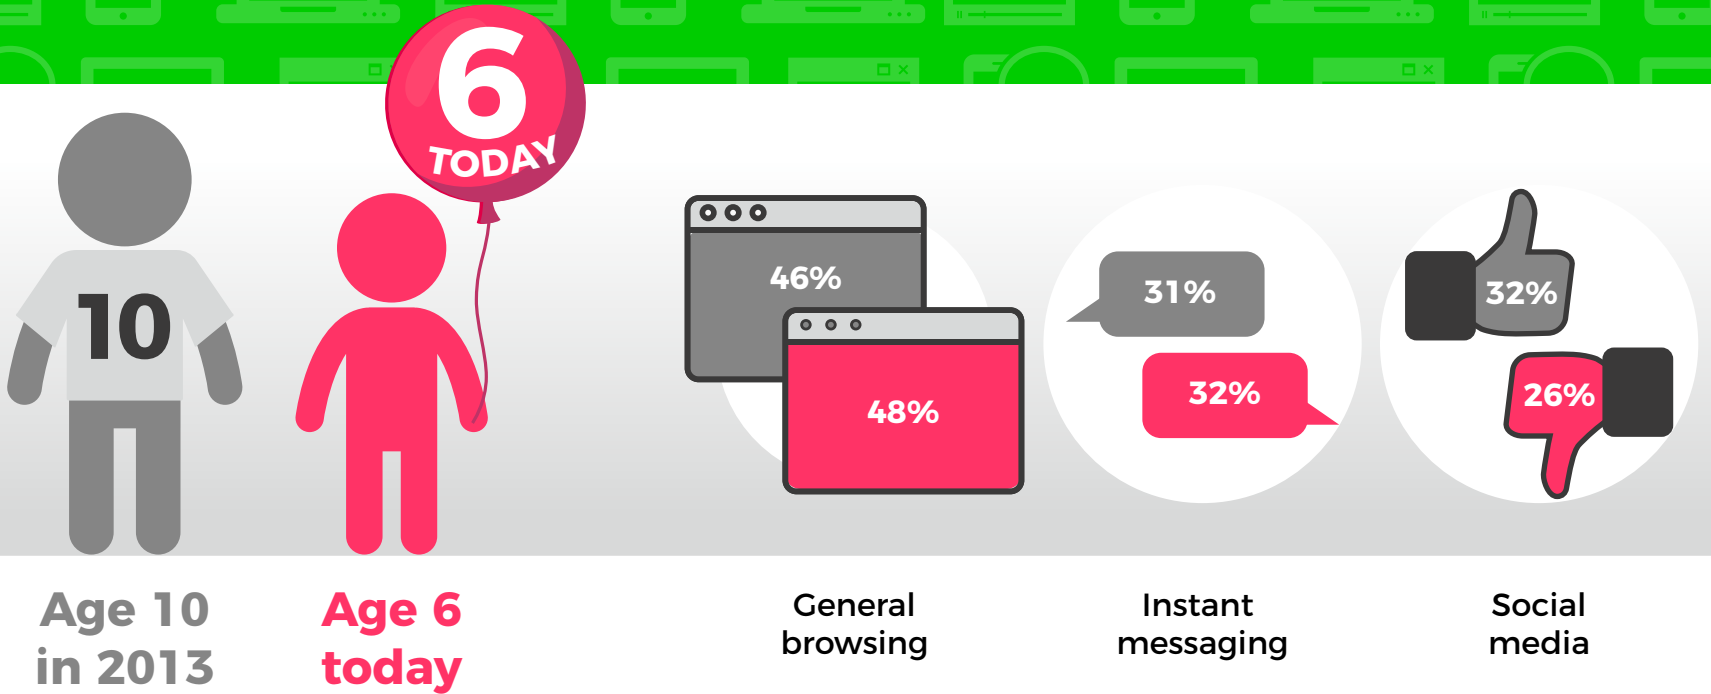 6
TODAY
10
46%
48%
31%
32%
32%
26%
Age 10
in 2013
Age 6
today
General
browsing
Instant
messaging
Social
media